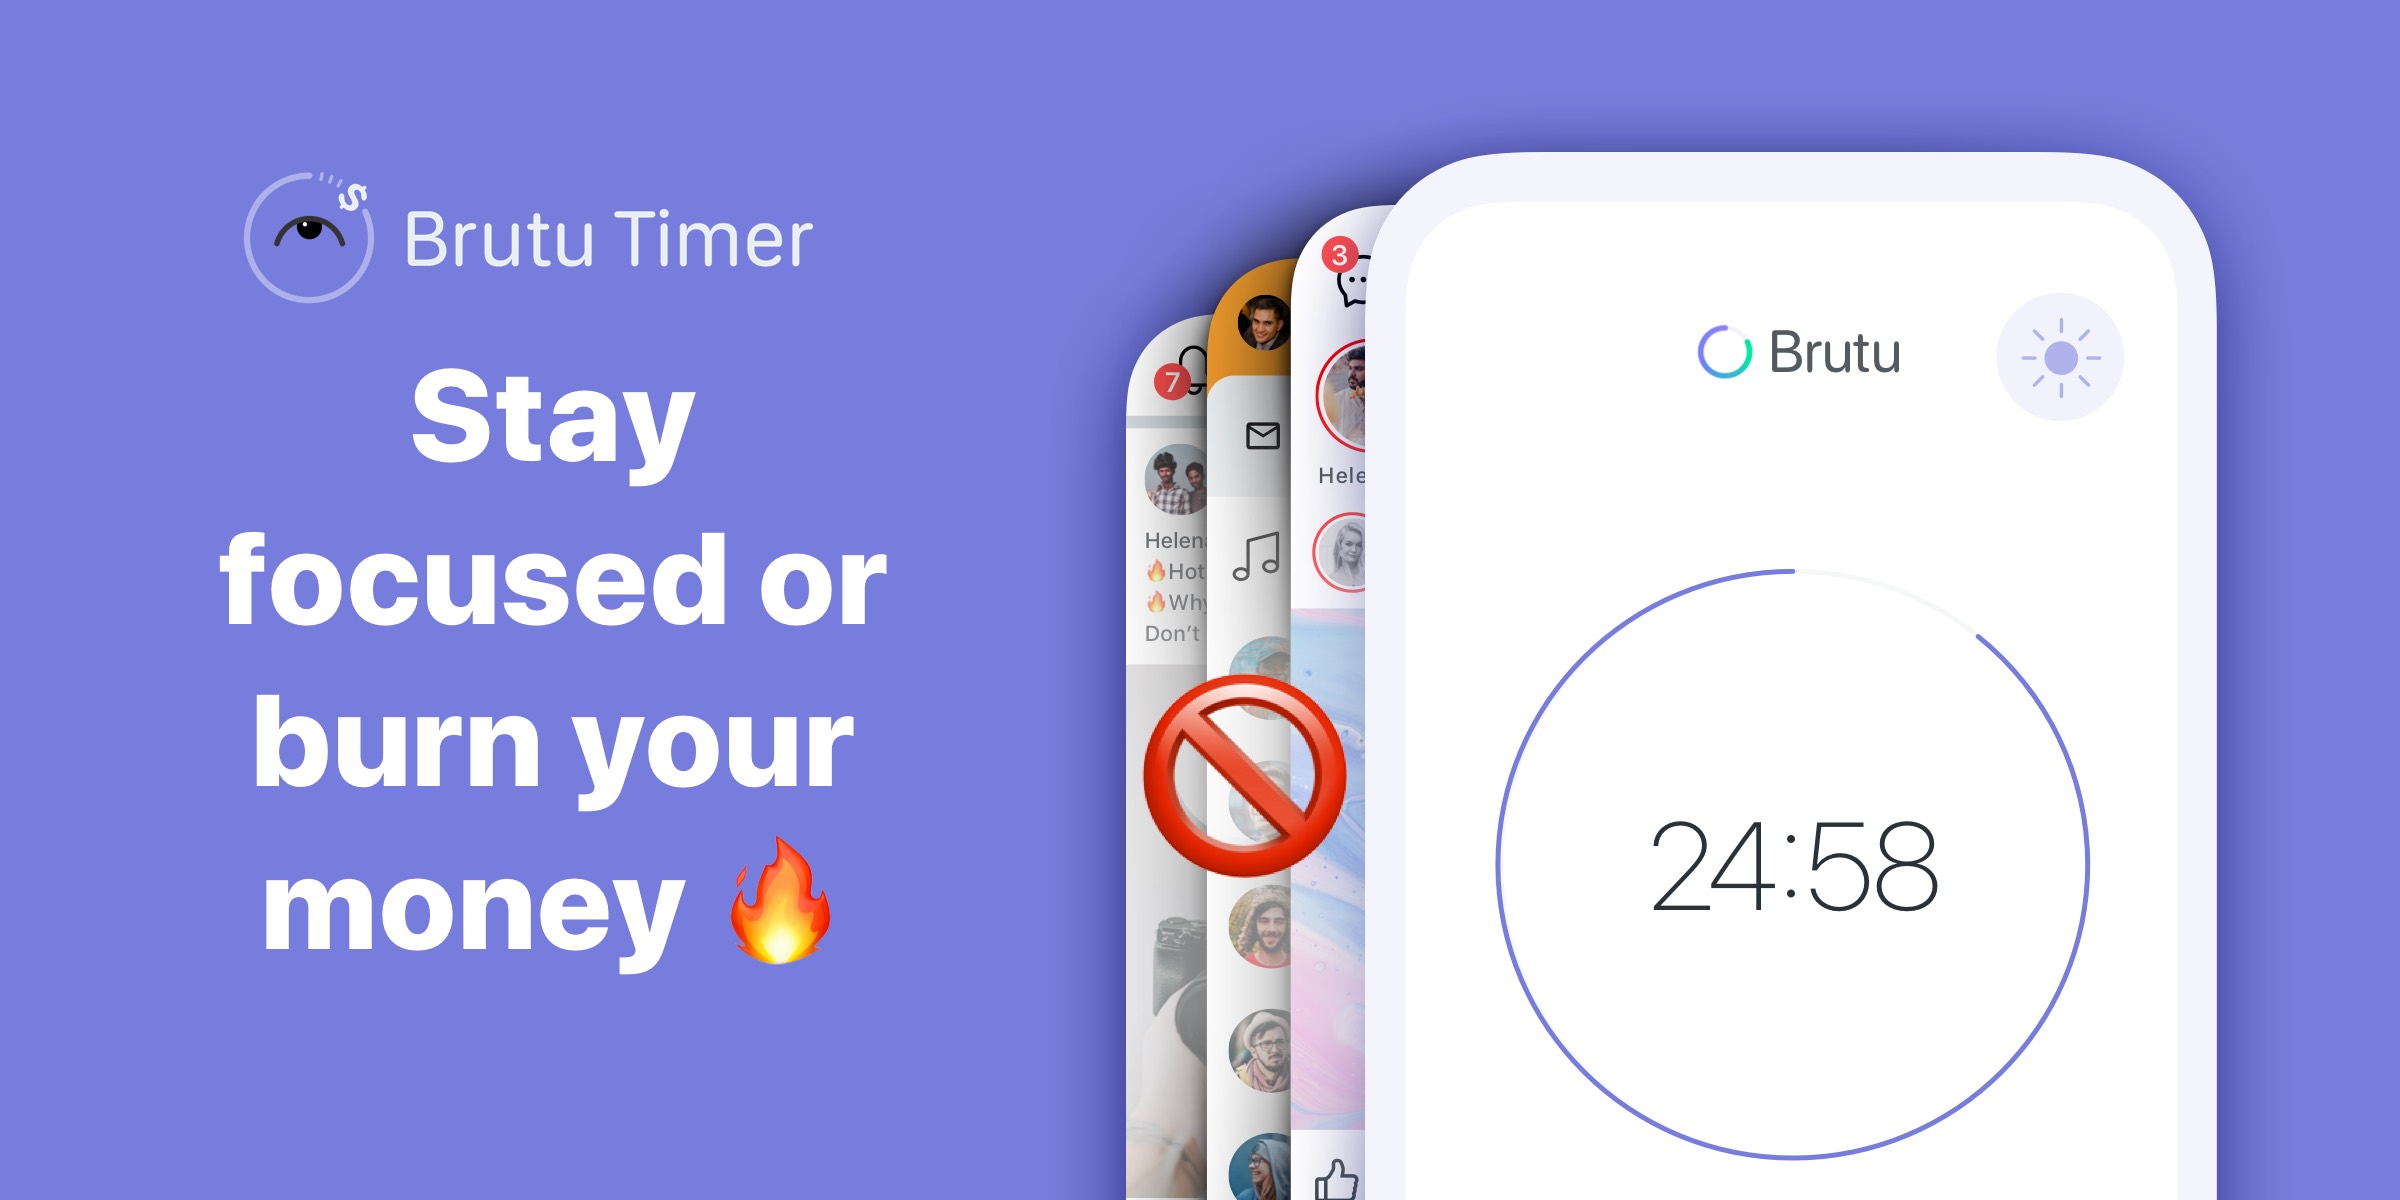 Brutu Timer
Stay
focused or
burn your
money 🔥
7
Helen
🔥Hot
🔥Why
Don't
3
Hele
Brutu
24:58